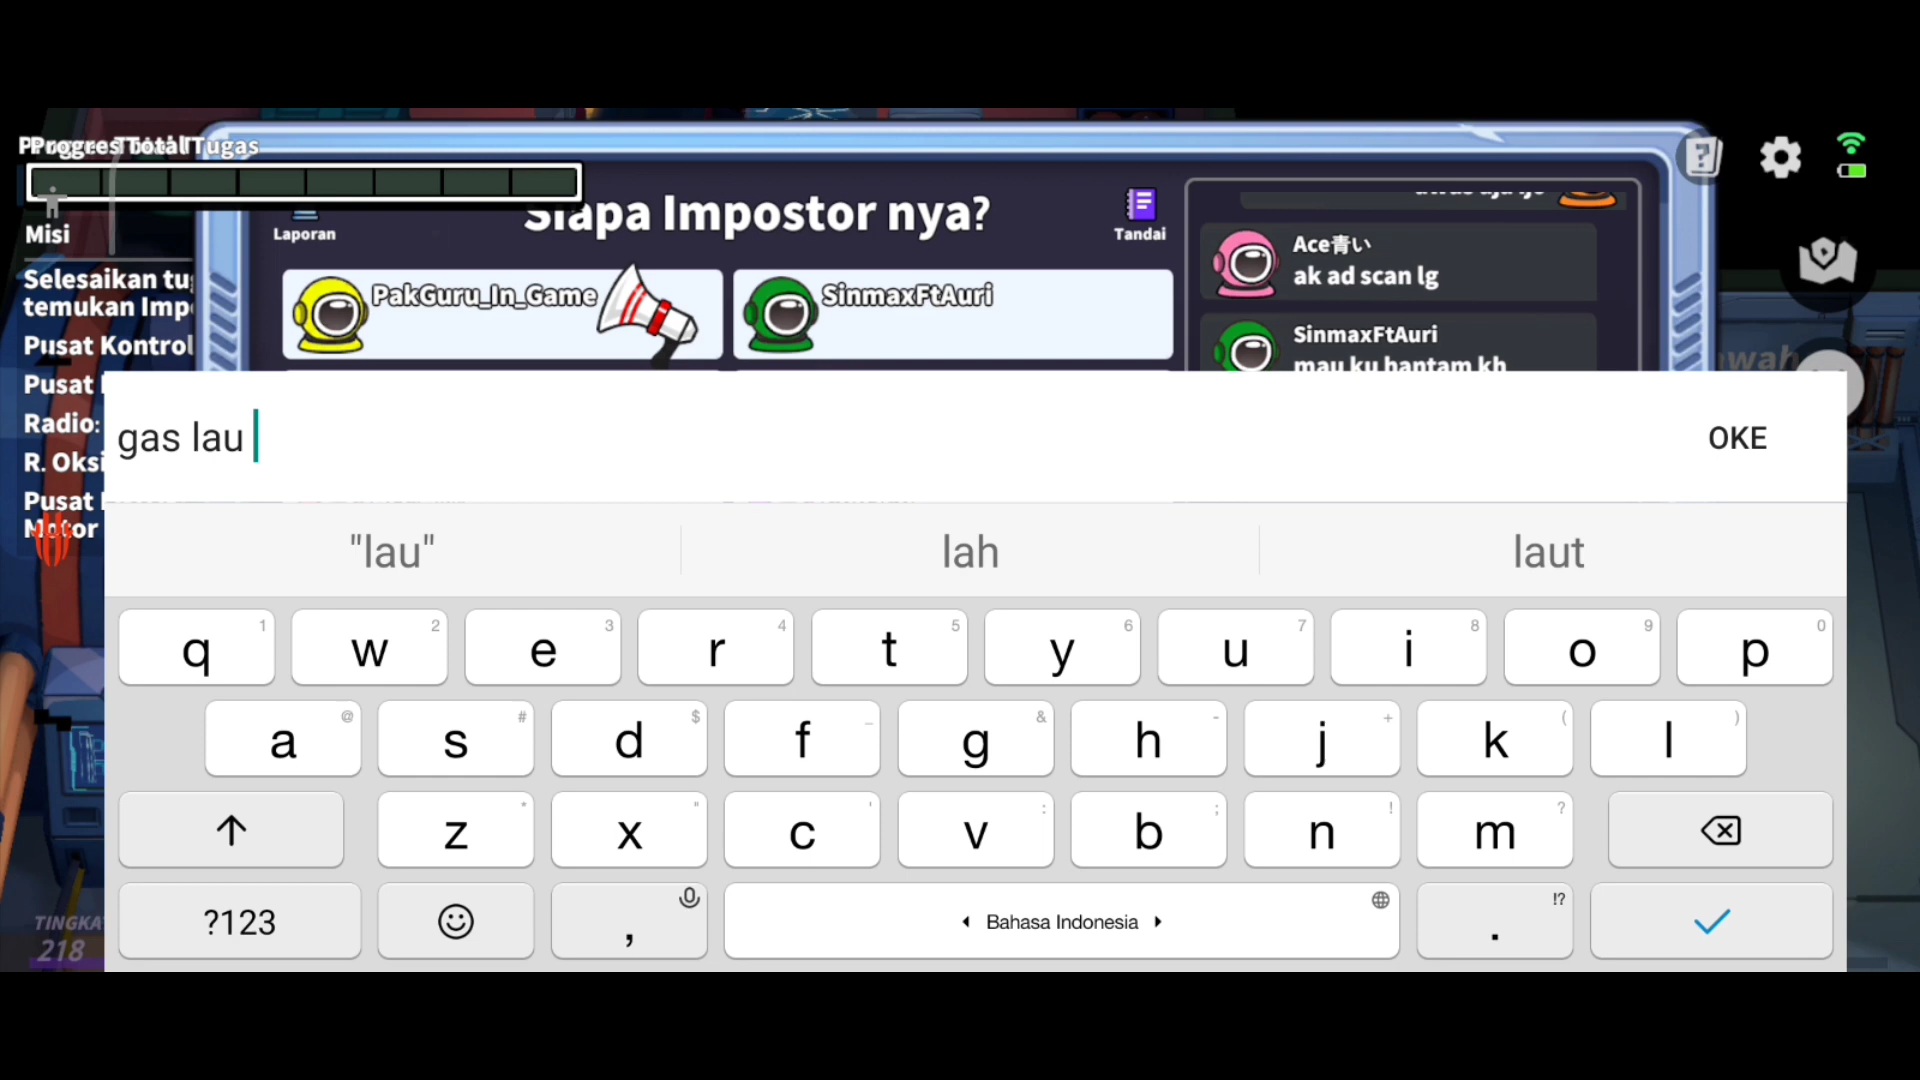 Progres Total Tugas
Misi
Selesaikan tu
temukan Imp
Pusat Kontrol
Pusat
Radio:
R. Oksi
Pusat
Motor
Laporan
Siapa Impostor nya?
Tandai
PakGuru_In_Game
SinmaxFtAuri
Ace青い
ak ad scan lg
SinmaxFtAuri
mau ku hantam kh
gas lau
OKE
"lau"
lah
laut
q 1 w 2 e 3 r 4 t 5 y 6 u 7 i 8 o 9 p 0
a @ s # d $ f _ g & h - j + k ( l )
z * x " c ' v : b ; n ! m ?
?123 , Bahasa Indonesia . !?
TINGKA
218